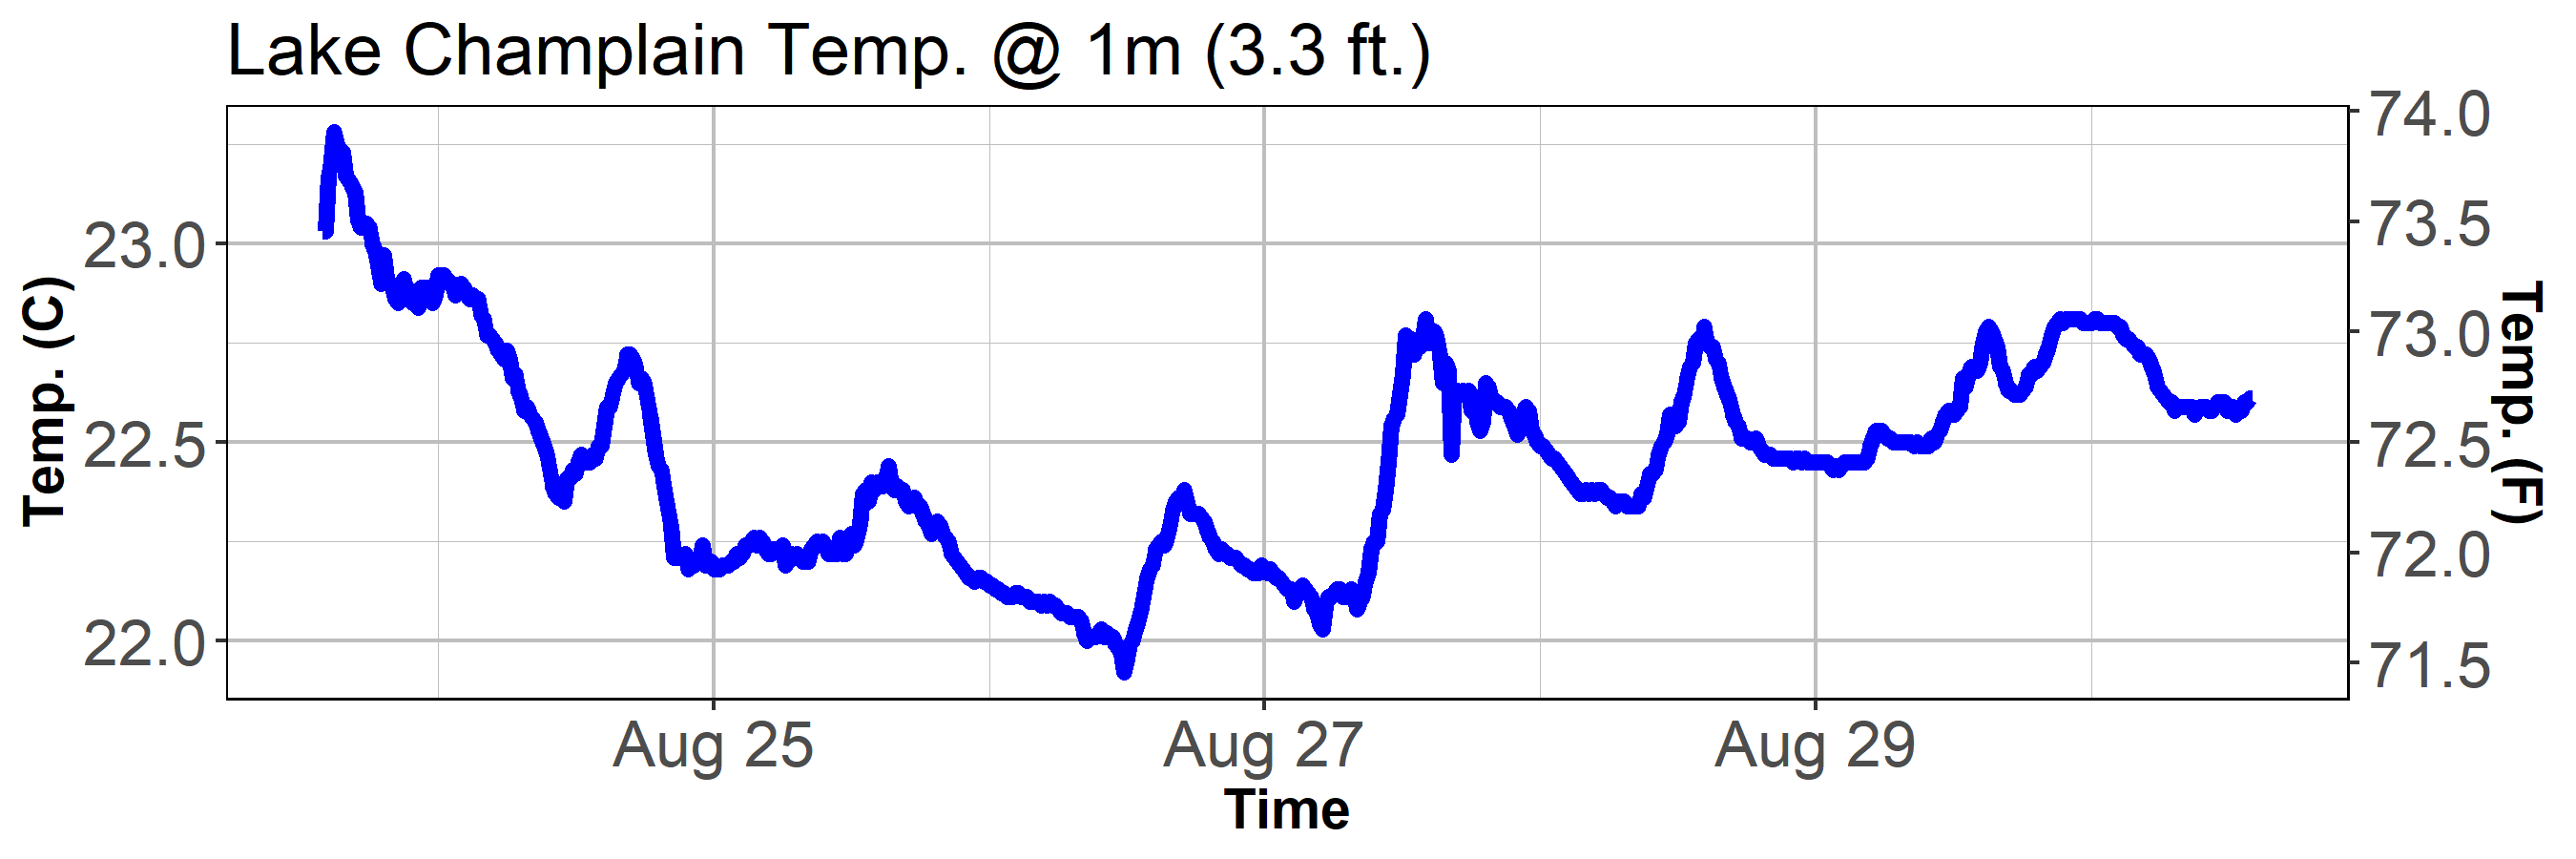 Lake Champlain Temp. @ 1m (3.3 ft.)
Temp. (C)
23.0
22.5
22.0
74.0
73.5
73.0
72.5
72.0
71.5
Temp. (F)
Aug 25
Aug 27
Aug 29
Time